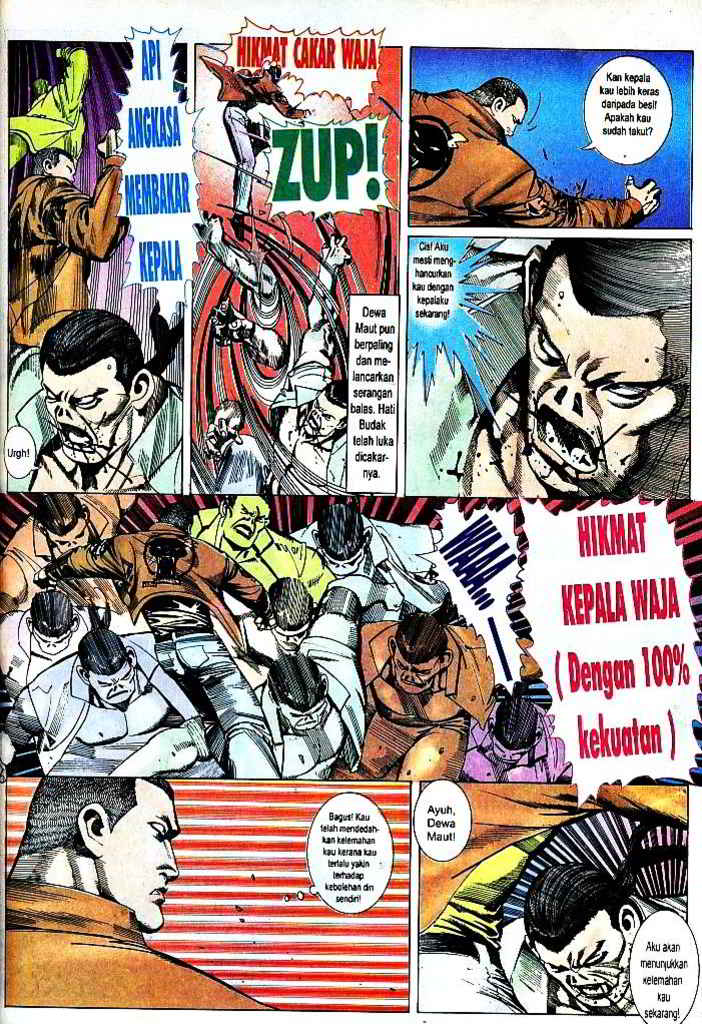 API
ANGKASA
MEMBAKAR
KEPALA
Urgh!
HIKMAT CAKAR WAJA
ZUP!
Dewa
Maut pun
berpaling
dan me-
lancarkan
serangan
balas. Hati
Budak
telah luka
dicakar-
nya.
Kan kepala
kau lebih keras
daripada besi!
Apakah kau
sudah takut?
Cis! Aku
mesti meng-
hancurkan
kau dengan
kepalaku
sekarang!
WAAA...
HIKMAT
KEPALA WAJA
( Dengan 100%
kekuatan )
Bagus! Kau
telah mendedah-
kan kelemahan
kau kerana kau
terlalu yakin
terhadap
kebolehan diri
sendiri!
Ayuh,
Dewa
Maut!
Aku akan
menunjukkan
kelemahan
kau
sekarang!